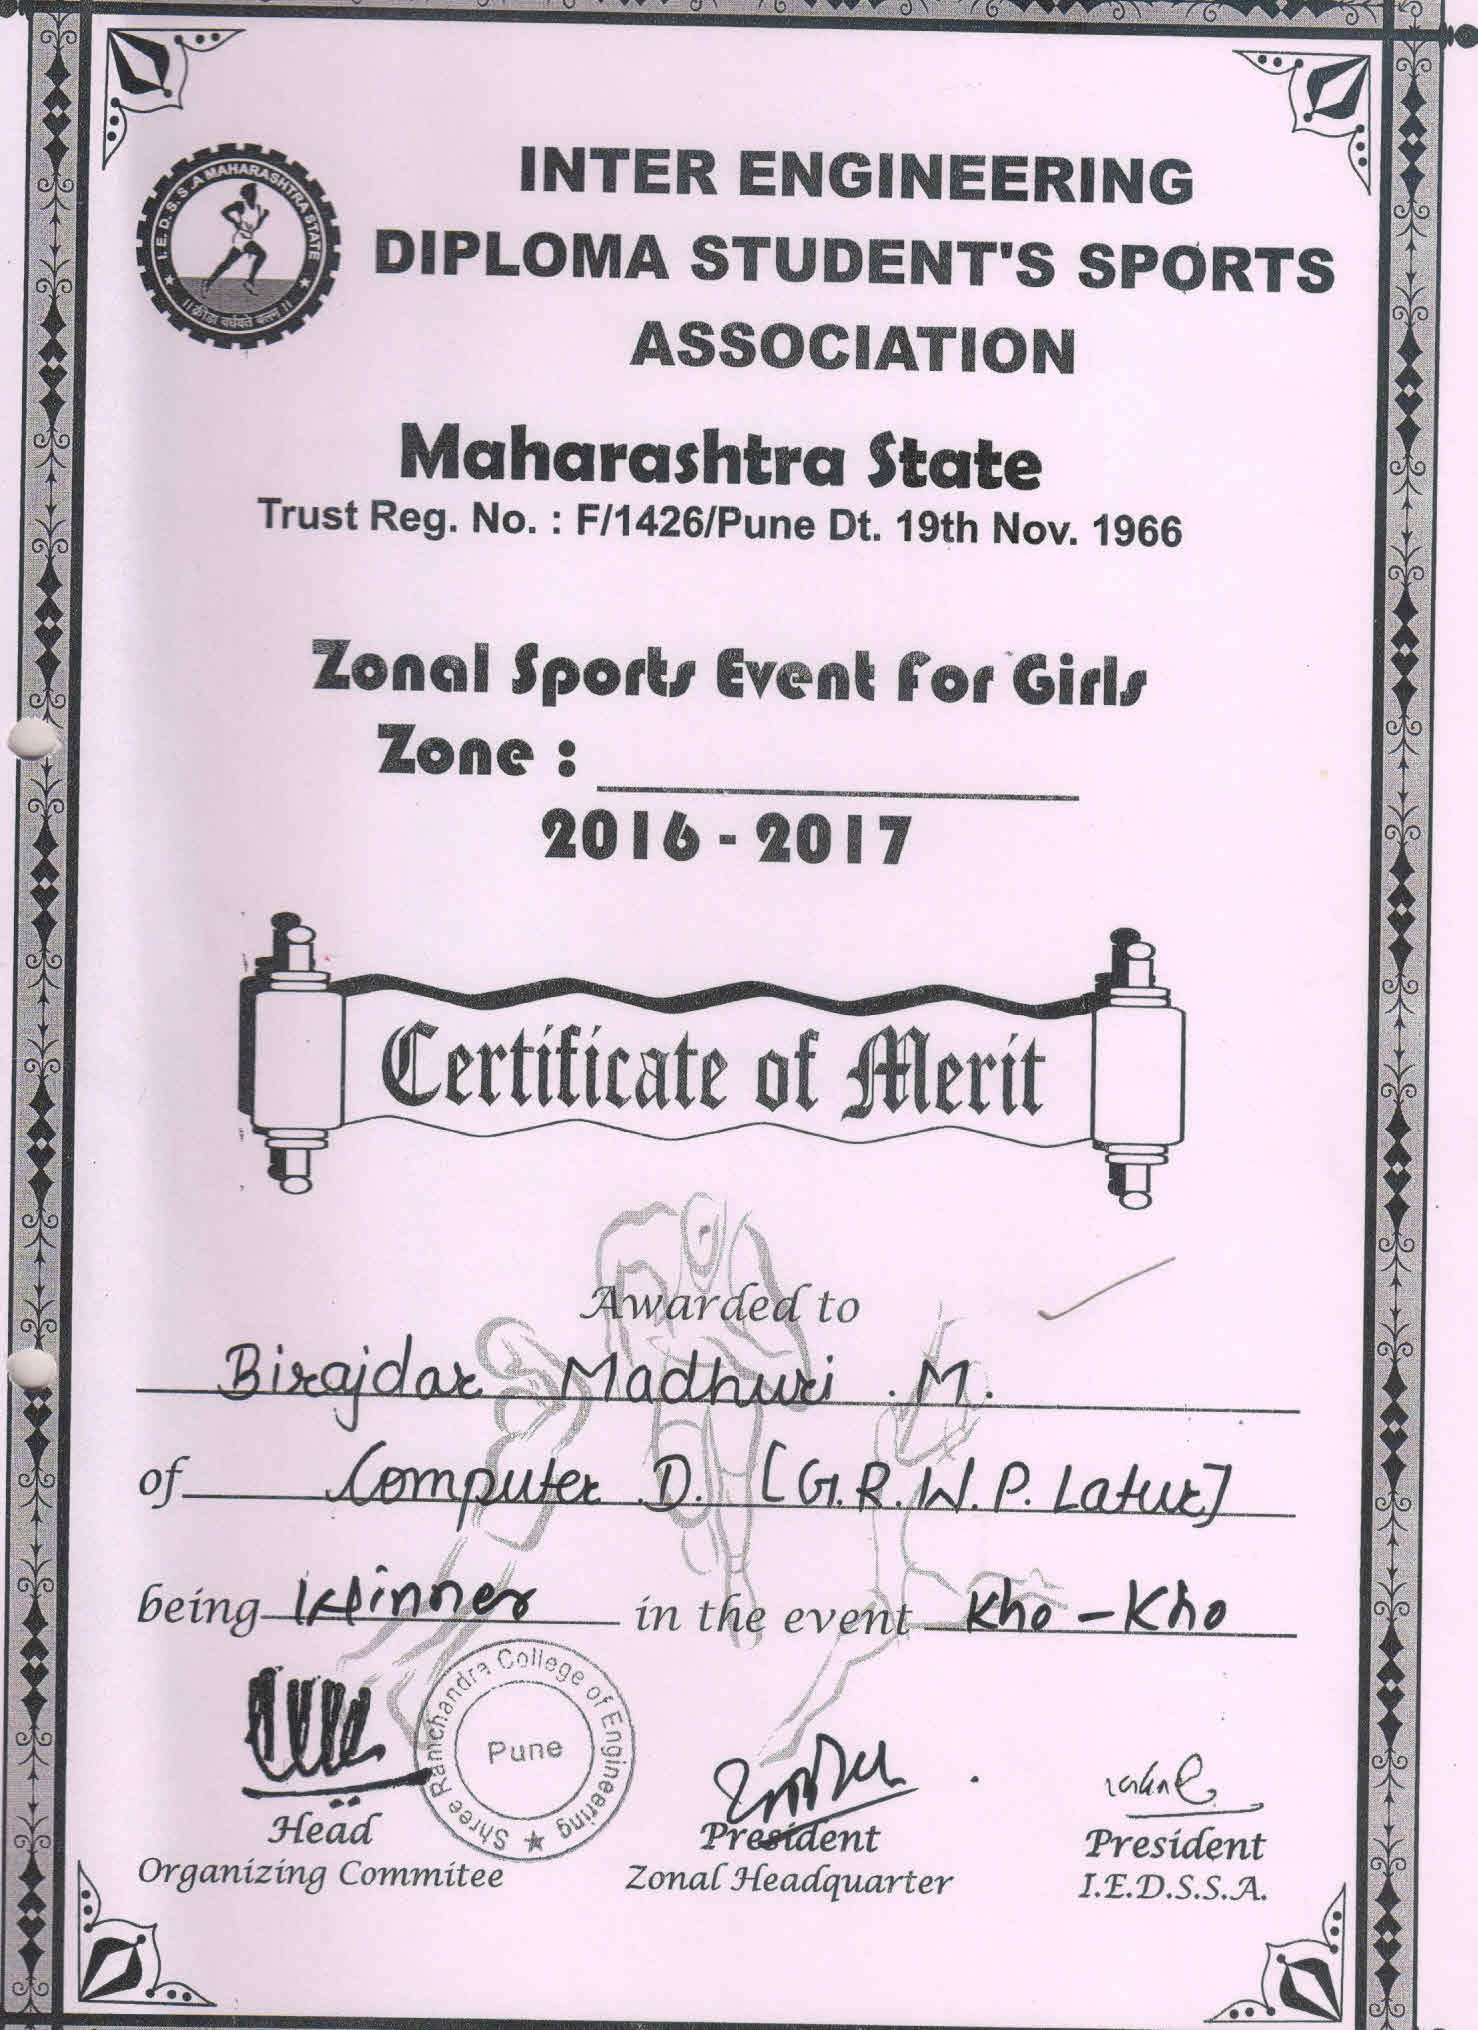 I.E.D.S.S.A MAHARASHTRA STATE
INTER ENGINEERING
DIPLOMA STUDENT'S SPORTS
ASSOCIATION
Maharashtra State
Trust Reg. No. : F/1426/Pune Dt. 19th Nov. 1966
Zonal Sports Event For Girls
Zone :
2016 - 2017
Certificate of Merit
Awarded to
Birajdar Madhuri . M.
of Computer D. [G.R.W.P. Latur]
being Winner in the event Kho - Kho
Shree Ramchandra College of Engineering
Pune
Head President President
Organizing Commitee Zonal Headquarter I.E.D.S.S.A.